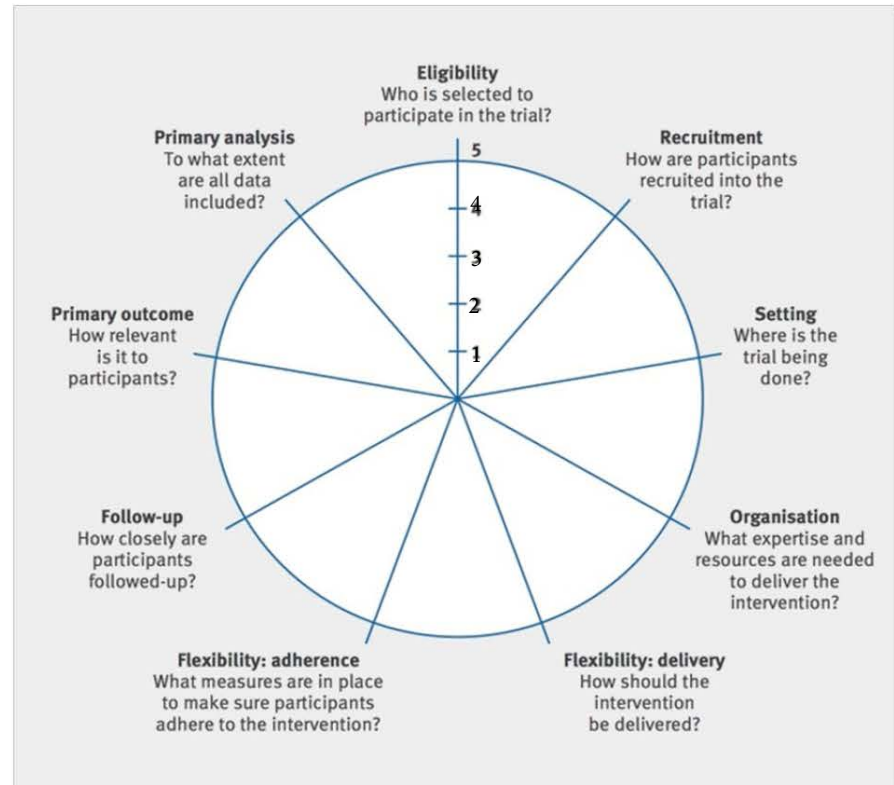 Eligibility
Who is selected to
participate in the trial?
Recruitment
How are participants
recruited into the
trial?
Setting
Where is the
trial being
done?
Organisation
What expertise and
resources are needed
to deliver the
intervention?
Flexibility: delivery
How should the
intervention
be delivered?
Flexibility: adherence
What measures are in place
to make sure participants
adhere to the intervention?
Follow-up
How closely are
participants
followed-up?
Primary outcome
How relevant
is it to
participants?
Primary analysis
To what extent
are all data
included?
5
4
3
2
1